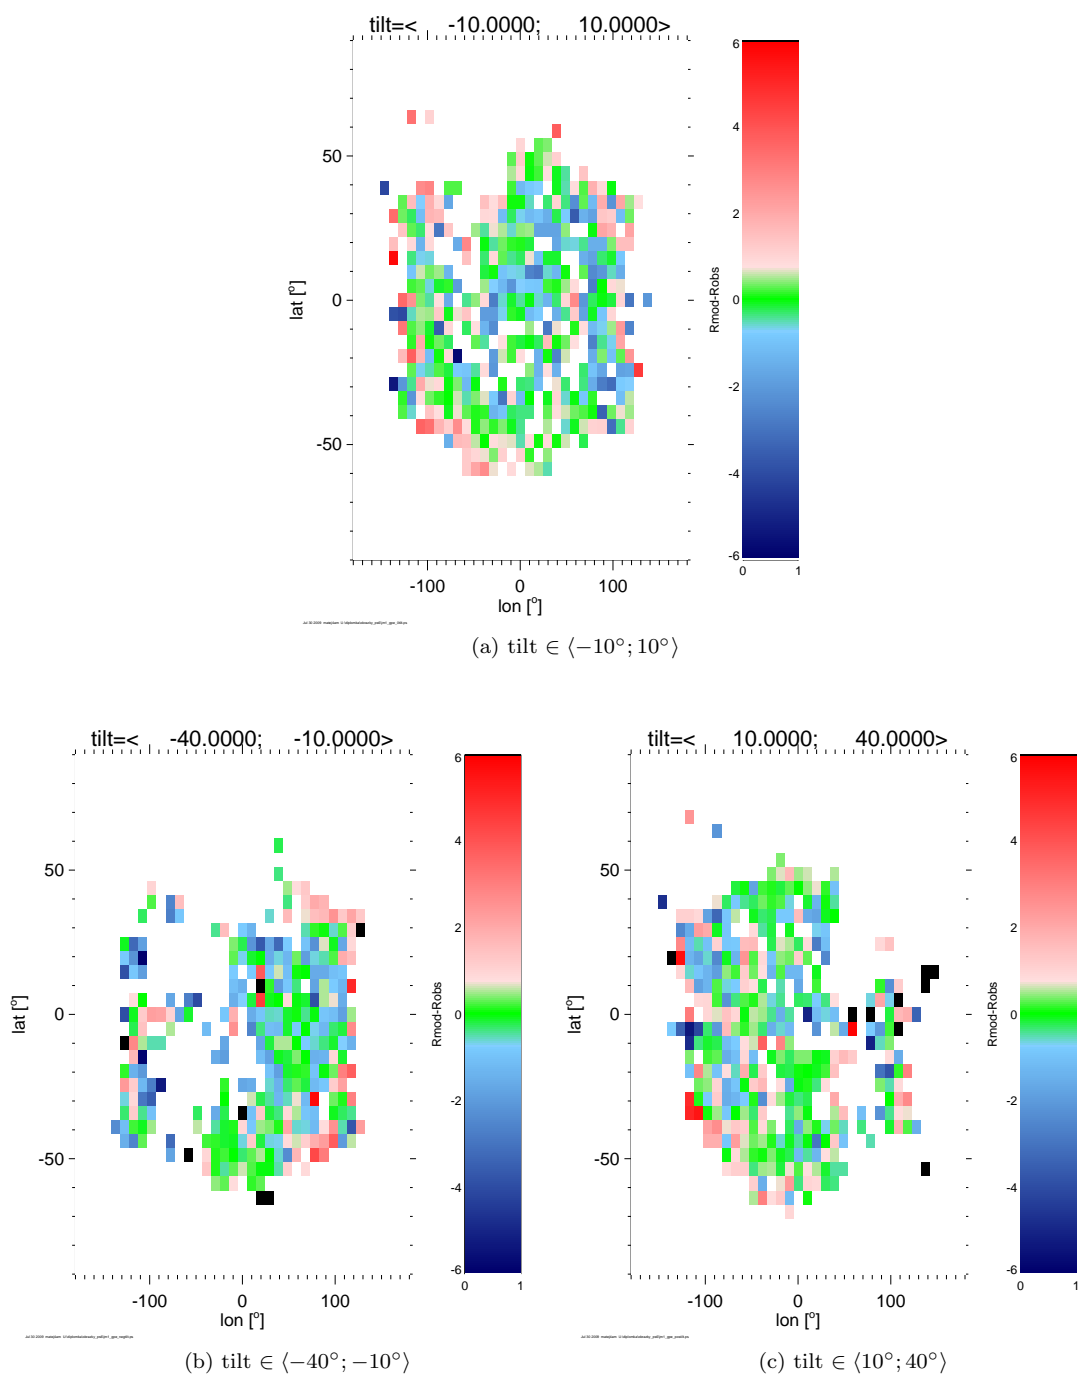 tilt=< -10.0000; 10.0000>
50
0
-50
lat [°]
-100 0 100
lon [°]
6
4
2
0
-2
-4
-6
0 1
Rmod-Robs
(a) tilt ∈ ⟨−10°; 10°⟩
tilt=< -40.0000; -10.0000>
50
0
-50
lat [°]
-100 0 100
lon [°]
6
4
2
0
-2
-4
-6
0 1
Rmod-Robs
(b) tilt ∈ ⟨−40°; −10°⟩
tilt=< 10.0000; 40.0000>
50
0
-50
lat [°]
-100 0 100
lon [°]
6
4
2
0
-2
-4
-6
0 1
Rmod-Robs
(c) tilt ∈ ⟨10°; 40°⟩